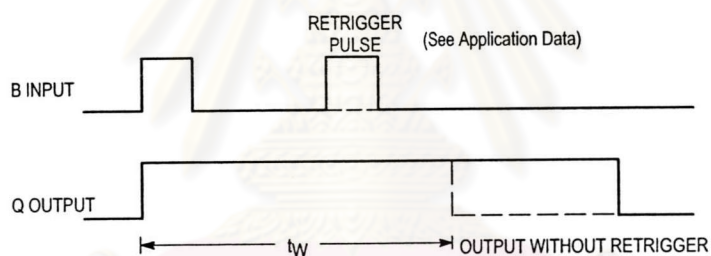 RETRIGGER
PULSE
(See Application Data)
B INPUT
Q OUTPUT
tW
OUTPUT WITHOUT RETRIGGER